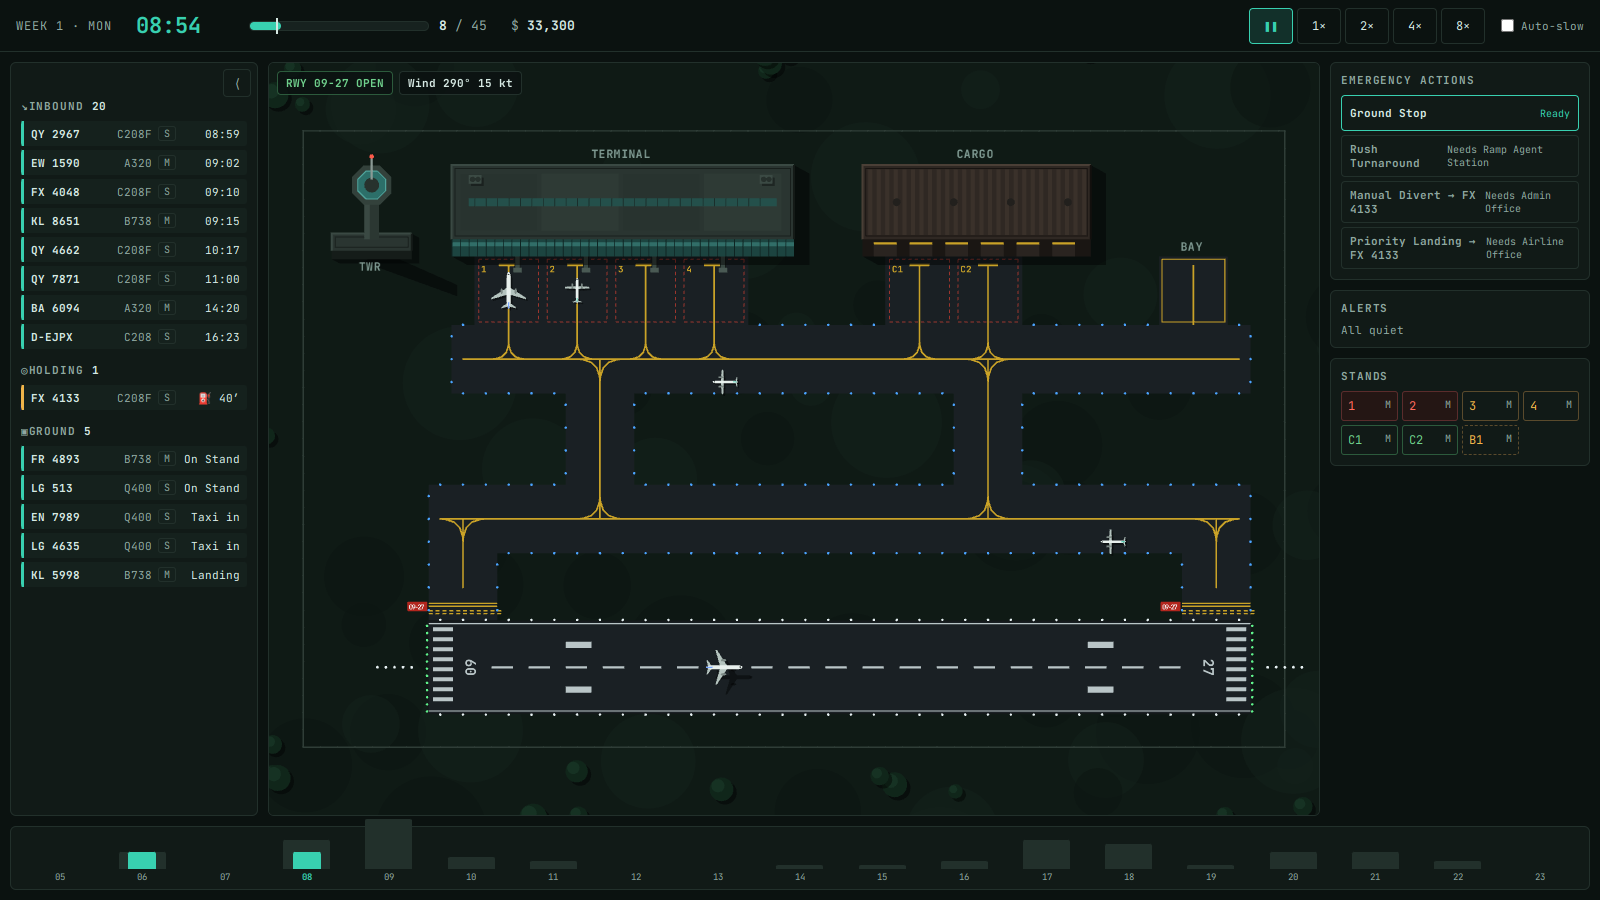 WEEK 1 · MON 08:54 8 / 45 $ 33,300 1× 2× 4× 8× Auto-slow
INBOUND 20
QY 2967 C208F S 08:59
EW 1590 A320 M 09:02
FX 4048 C208F S 09:10
KL 8651 B738 M 09:15
QY 4662 C208F S 10:17
QY 7871 C208F S 11:00
BA 6094 A320 M 14:20
D-EJPX C208 S 16:23
HOLDING 1
FX 4133 C208F S 40′
GROUND 5
FR 4893 B738 M On Stand
LG 513 Q400 S On Stand
EN 7989 Q400 S Taxi in
LG 4635 Q400 S Taxi in
KL 5998 B738 M Landing
RWY 09-27 OPEN Wind 290° 15 kt
TERMINAL CARGO
TWR BAY
1 2 3 4 C1 C2
09-27 09-27
09 27
EMERGENCY ACTIONS
Ground Stop Ready
Rush Turnaround Needs Ramp Agent Station
Manual Divert → FX 4133 Needs Admin Office
Priority Landing → FX 4133 Needs Airline Office
ALERTS
All quiet
STANDS
1 M 2 M 3 M 4 M
C1 M C2 M B1 M
05 06 07 08 09 10 11 12 13 14 15 16 17 18 19 20 21 22 23